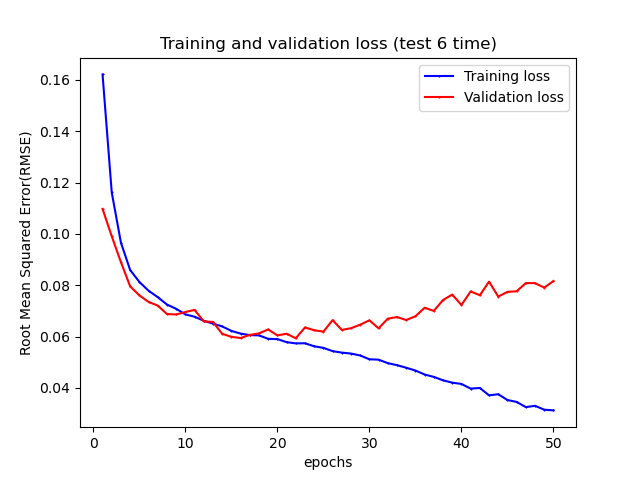 Training and validation loss (test 6 time)
Training loss
Validation loss
Root Mean Squared Error(RMSE)
0.16
0.14
0.12
0.10
0.08
0.06
0.04
0 10 20 30 40 50
epochs